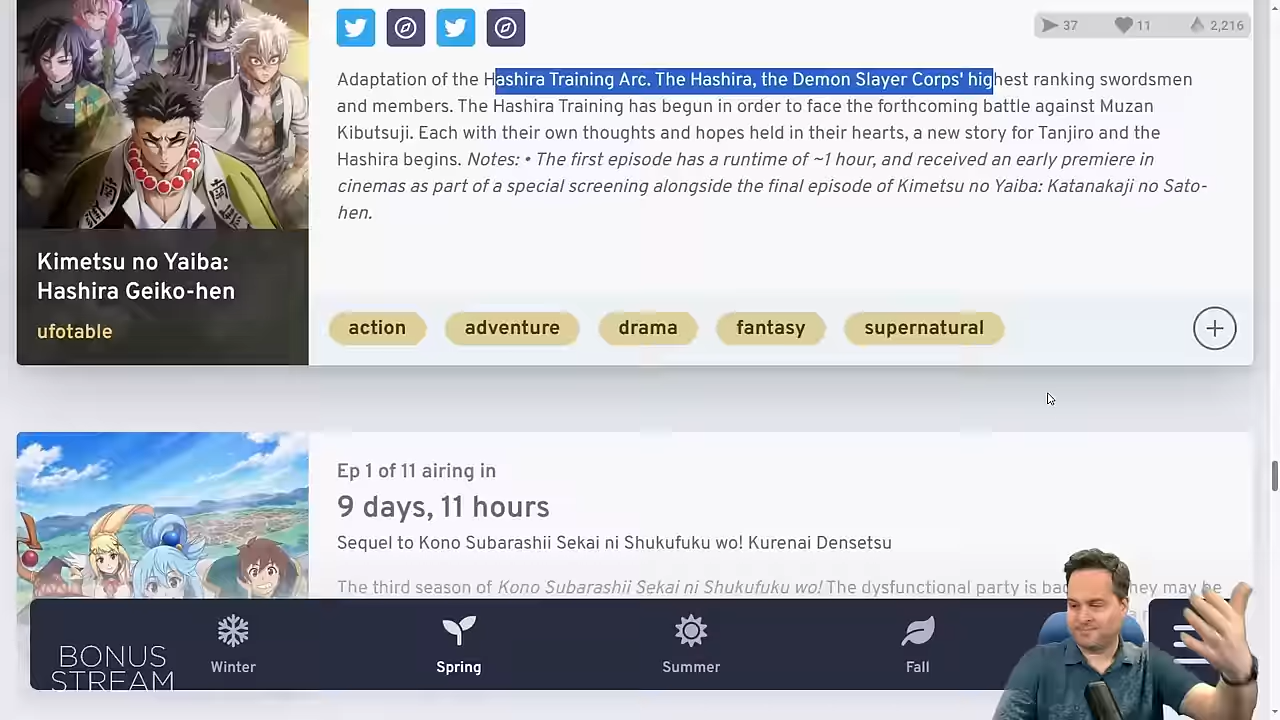 37 11 2,216
Adaptation of the Hashira Training Arc. The Hashira, the Demon Slayer Corps' highest ranking swordsmen
and members. The Hashira Training has begun in order to face the forthcoming battle against Muzan
Kibutsuji. Each with their own thoughts and hopes held in their hearts, a new story for Tanjiro and the
Hashira begins. Notes: • The first episode has a runtime of ~1 hour, and received an early premiere in
cinemas as part of a special screening alongside the final episode of Kimetsu no Yaiba: Katanakaji no Sato-
hen.
Kimetsu no Yaiba:
Hashira Geiko-hen
ufotable
action adventure drama fantasy supernatural
Ep 1 of 11 airing in
9 days, 11 hours
Sequel to Kono Subarashii Sekai ni Shukufuku wo! Kurenai Densetsu
The third season of Kono Subarashii Sekai ni Shukufuku wo! The dysfunctional party is may be
Winter Spring Summer Fall
BONUS
STREAM